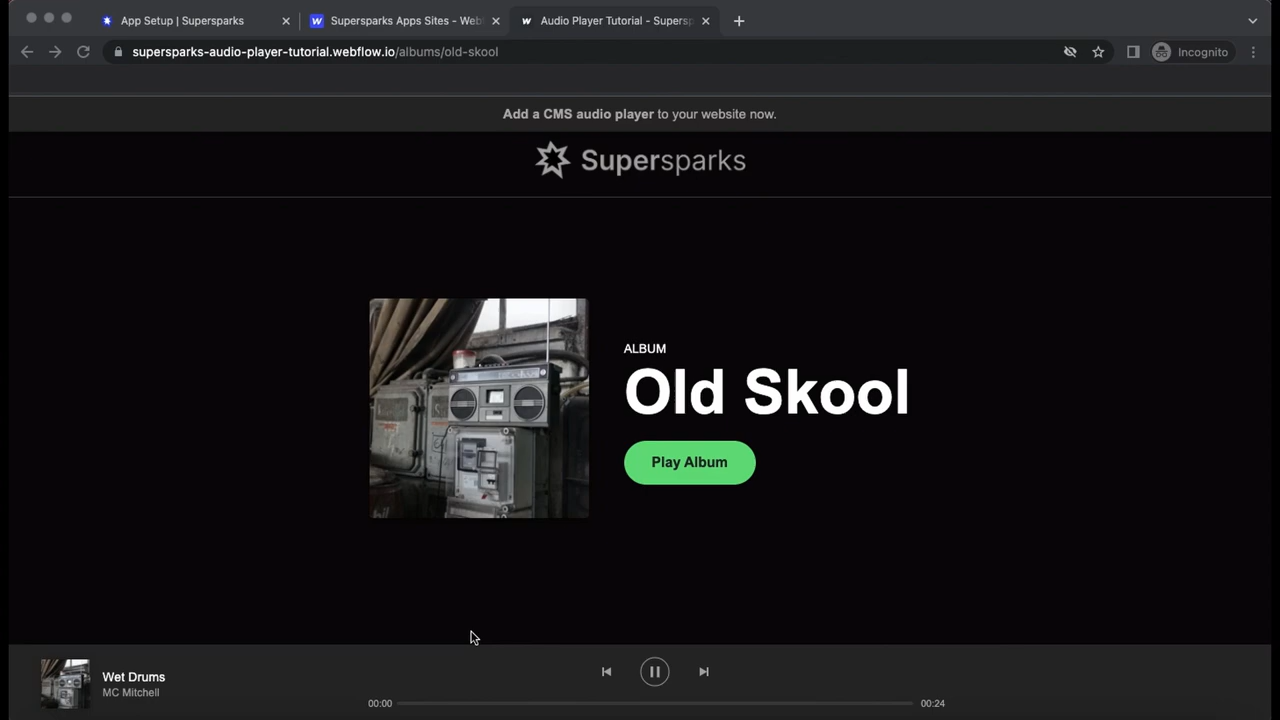 App Setup | Supersparks
Supersparks Apps Sites - Web
Audio Player Tutorial - Supersp
supersparks-audio-player-tutorial.webflow.io/albums/old-skool
Incognito
Add a CMS audio player to your website now.
Supersparks
ALBUM
Old Skool
Play Album
Wet Drums
MC Mitchell
00:00
00:24